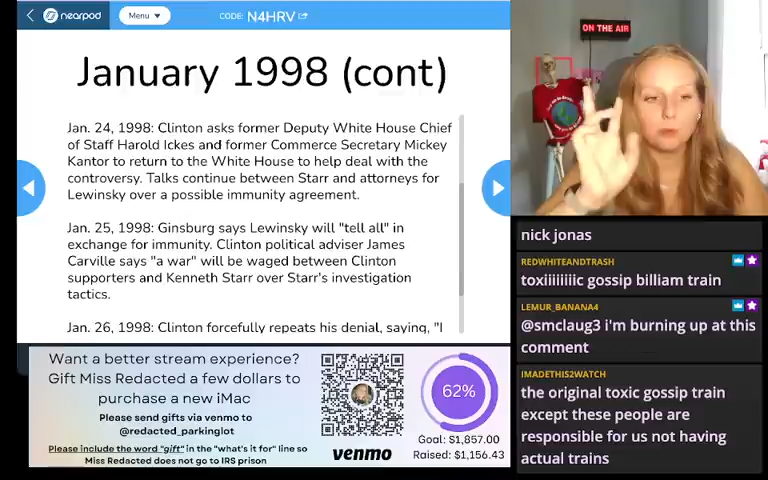 nearpod
Menu
CODE: N4HRV
January 1998 (cont)
Jan. 24, 1998: Clinton asks former Deputy White House Chief
of Staff Harold Ickes and former Commerce Secretary Mickey
Kantor to return to the White House to help deal with the
controversy. Talks continue between Starr and attorneys for
Lewinsky over a possible immunity agreement.
Jan. 25, 1998: Ginsburg says Lewinsky will "tell all" in
exchange for immunity. Clinton political adviser James
Carville says "a war" will be waged between Clinton
supporters and Kenneth Starr over Starr's investigation
tactics.
Jan. 26, 1998: Clinton forcefully repeats his denial, saying, "I
Want a better stream experience?
Gift Miss Redacted a few dollars to
purchase a new iMac
Please send gifts via venmo to
@redacted_parkinglot
Please include the word "gift" in the "what's it for" line so
Miss Redacted does not go to IRS prison
venmo
62%
Goal: $1,857.00
Raised: $1,156.43
ON THE AIR
nick jonas
REDWHITEANDTRASH
toxiiiiiiic gossip billiam train
LEMUR_BANANA4
@smclaug3 i'm burning up at this
comment
IMADETHIS2WATCH
the original toxic gossip train
except these people are
responsible for us not having
actual trains